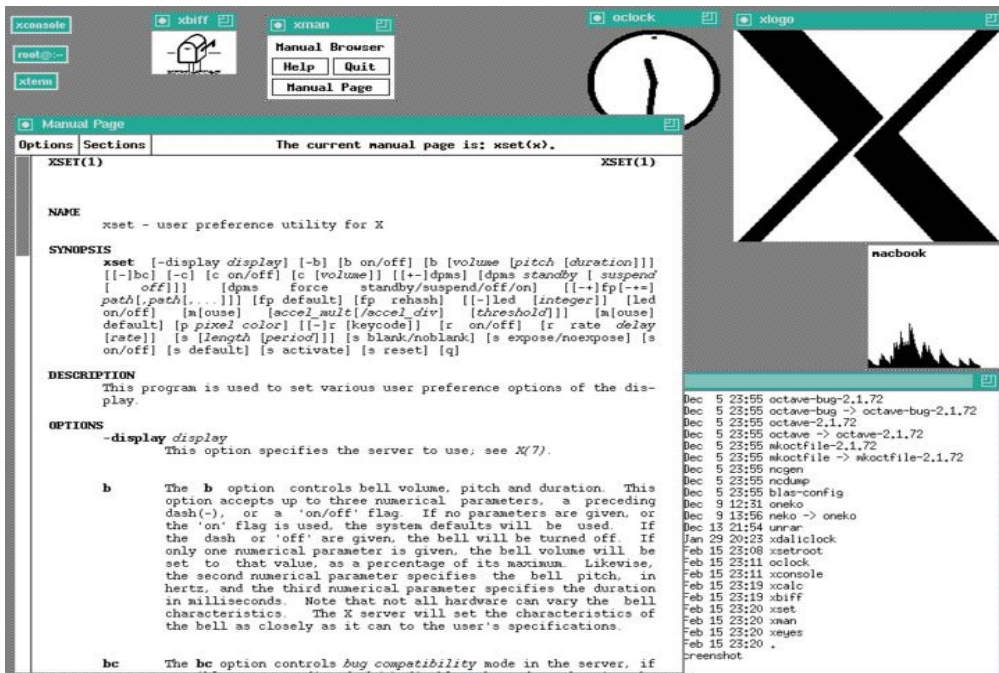 xconsole
xbiff
xman
oclock
xlogo
root@:~
xterm
Manual Browser
Help Quit
Manual Page
Manual Page
Options Sections The current manual page is: xset(x).
XSET(1) XSET(1)
NAME
xset - user preference utility for X
SYNOPSIS
xset [-display display] [-b] [b on/off] [b [volume [pitch [duration]]]
[[-]bc] [-c] [c on/off] [c [volume]] [[+-]dpms] [dpms standby [ suspend
[ off]]] [dpms force standby/suspend/off/on] [[-+]fp[-+=]
path[,path[,...]]] [fp default] [fp rehash] [[-]led [integer]] [led
on/off] [m[ouse] [accel_mult[/accel_div] [threshold]]] [m[ouse]
default] [p pixel color] [[-]r [keycode]] [r on/off] [r rate delay
[rate]] [s [length [period]]] [s blank/noblank] [s expose/noexpose] [s
on/off] [s default] [s activate] [s reset] [q]
DESCRIPTION
This program is used to set various user preference options of the dis-
play.
OPTIONS
-display display
This option specifies the server to use; see X(7).
b The b option controls bell volume, pitch and duration. This
option accepts up to three numerical parameters, a preceding
dash(-), or a 'on/off' flag. If no parameters are given, or
the 'on' flag is used, the system defaults will be used. If
the dash or 'off' are given, the bell will be turned off. If
only one numerical parameter is given, the bell volume will be
set to that value, as a percentage of its maximum. Likewise,
the second numerical parameter specifies the bell pitch, in
hertz, and the third numerical parameter specifies the duration
in milliseconds. Note that not all hardware can vary the bell
characteristics. The X server will set the characteristics of
the bell as closely as it can to the user's specifications.
bc The bc option controls bug compatibility mode in the server, if
macbook
Dec 5 23:55 octave-bug-2.1.72
Dec 5 23:55 octave-bug -> octave-bug-2.1.72
Dec 5 23:55 octave-2.1.72
Dec 5 23:55 octave -> octave-2.1.72
Dec 5 23:55 mkoctfile-2.1.72
Dec 5 23:55 mkoctfile -> mkoctfile-2.1.72
Dec 5 23:55 ncgen
Dec 5 23:55 ncdump
Dec 5 23:55 blas-config
Dec 9 12:31 oneko
Dec 9 13:56 neko -> oneko
Dec 13 21:54 unrar
Jan 29 20:23 xdaliclock
Feb 15 23:08 xsetroot
Feb 15 23:11 oclock
Feb 15 23:11 xconsole
Feb 15 23:19 xcalc
Feb 15 23:19 xbiff
Feb 15 23:20 xset
Feb 15 23:20 xman
Feb 15 23:20 xeyes
Feb 15 23:20 .
creenshot